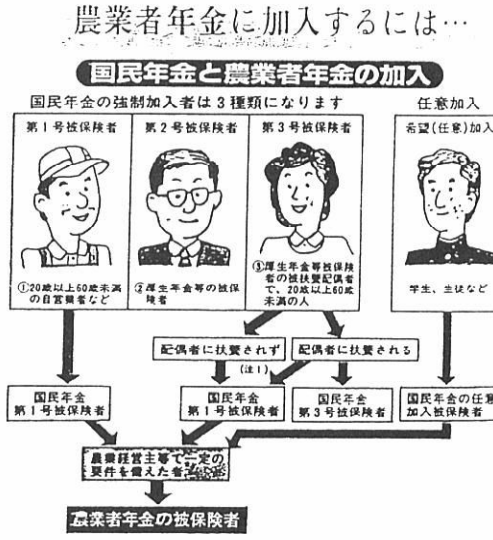 農業者年金に加入するには…
国民年金と農業者年金の加入
国民年金の強制加入者は3種類になります
任意加入
第1号被保険者
第2号被保険者
第3号被保険者
希望(任意)加入
①20歳以上60歳未満
の自営業者など
②厚生年金等の被保
険者
③厚生年金等被保険
者の被扶養配偶者
で、20歳以上60歳
未満の人
学生、生徒など
配偶者に扶養されず
(注1)
配偶者に扶養される
国民年金
第1号被保険者
国民年金
第1号被保険者
国民年金
第3号被保険者
国民年金の任意
加入被保険者
農業経営主等で一定の
要件を備えた者
農業者年金の被保険者